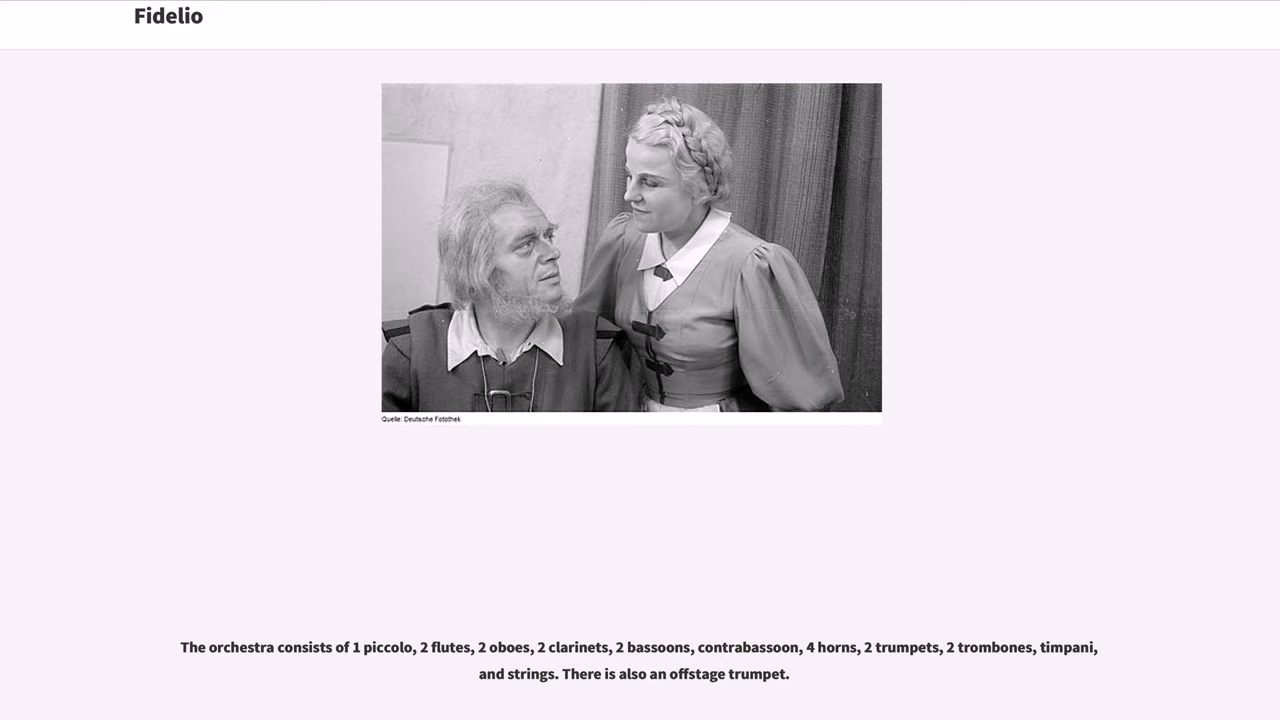 Fidelio
Quelle: Deutsche Fotothek
The orchestra consists of 1 piccolo, 2 flutes, 2 oboes, 2 clarinets, 2 bassoons, contrabassoon, 4 horns, 2 trumpets, 2 trombones, timpani,
and strings. There is also an offstage trumpet.